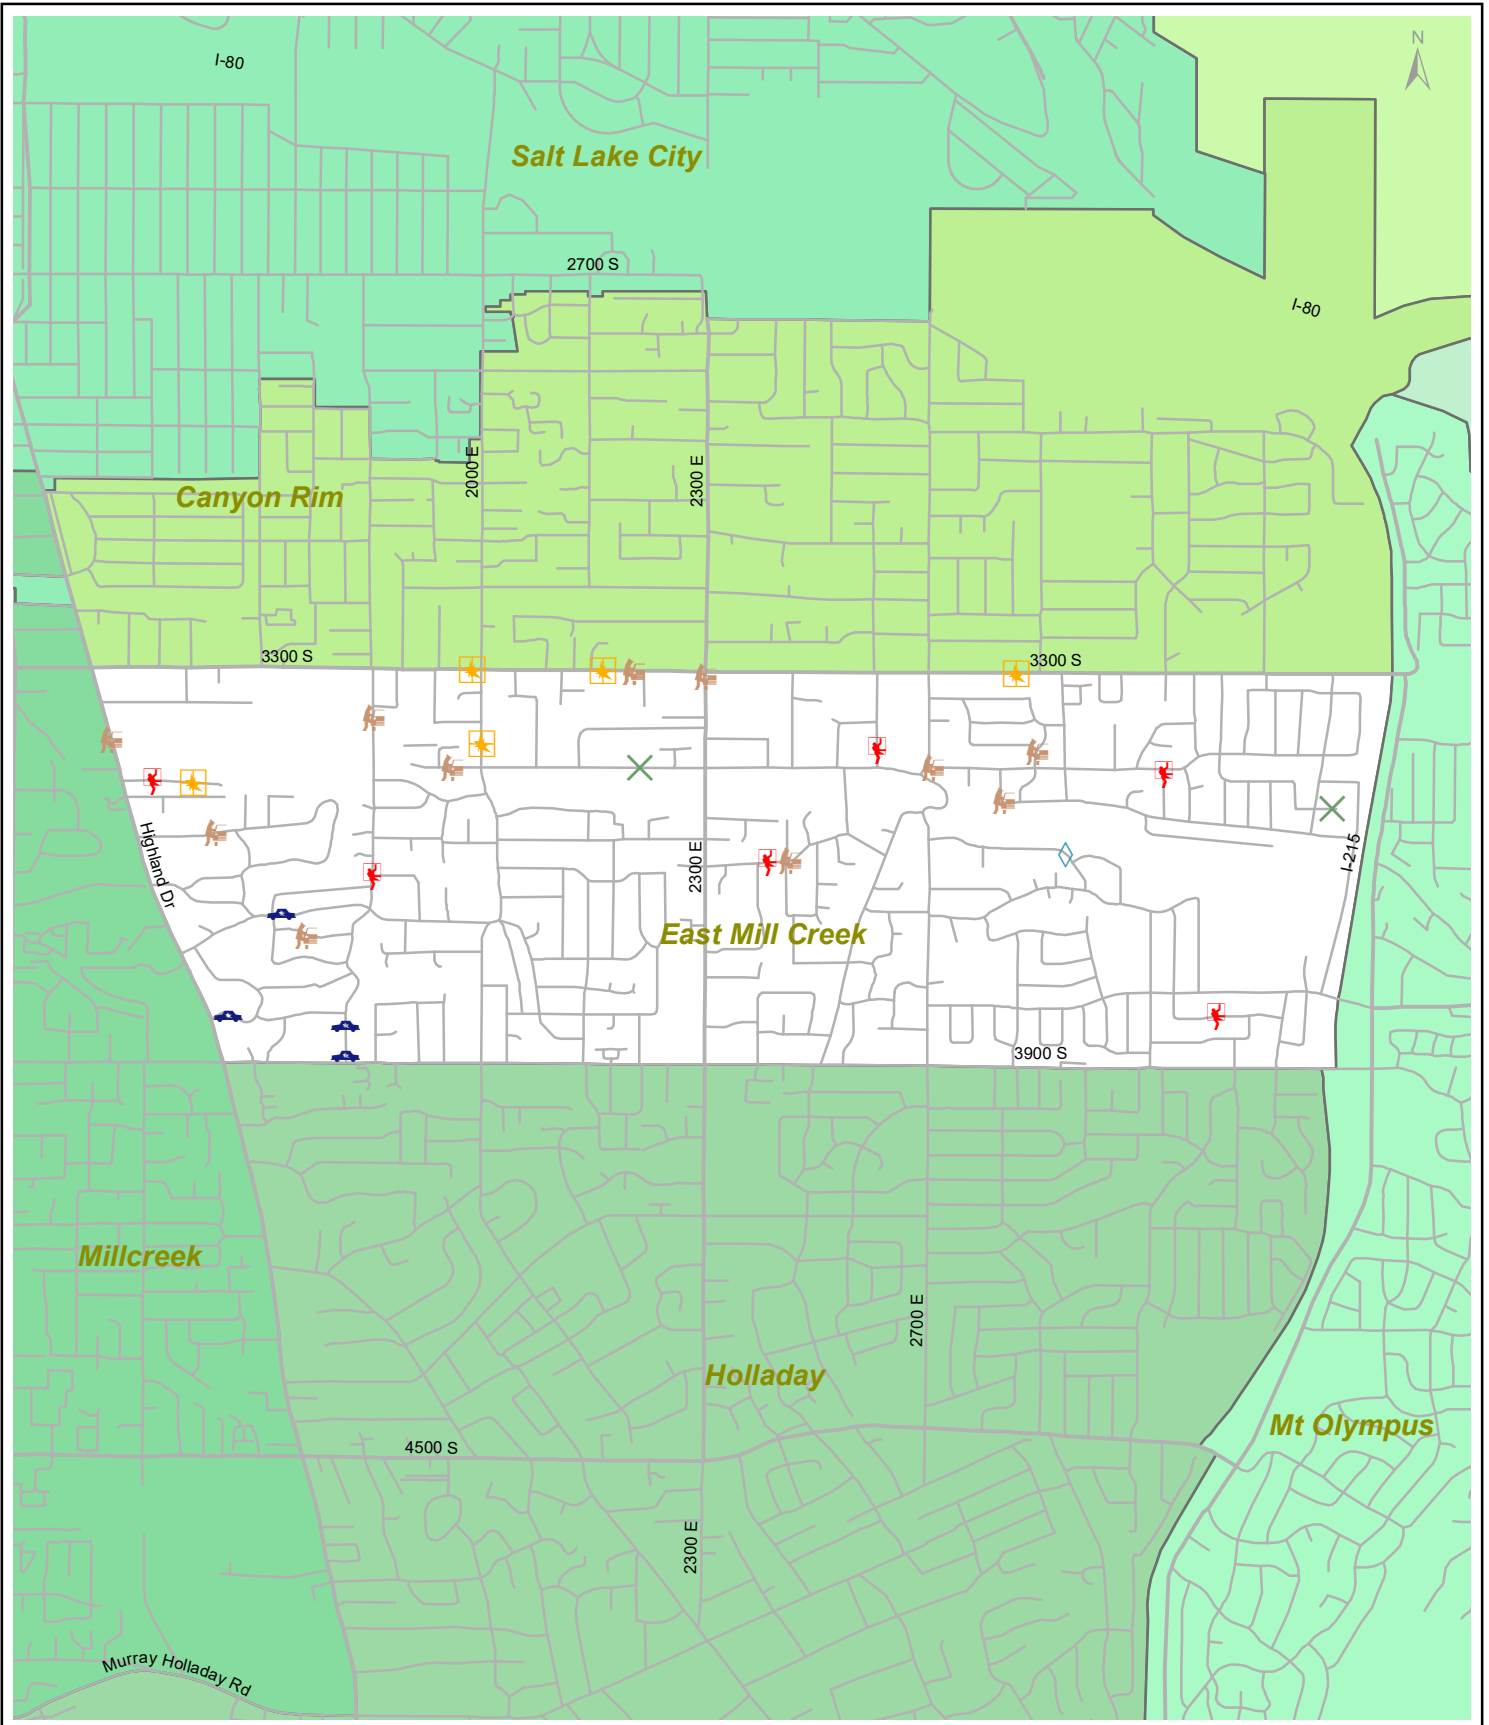 N
I-80
Salt Lake City
2700 S
I-80
2000 E
2300 E
Canyon Rim
3300 S
3300 S
Highland Dr
2300 E
I-215
East Mill Creek
3900 S
Millcreek
2700 E
Holladay
Mt Olympus
4500 S
2300 E
Murray Holladay Rd